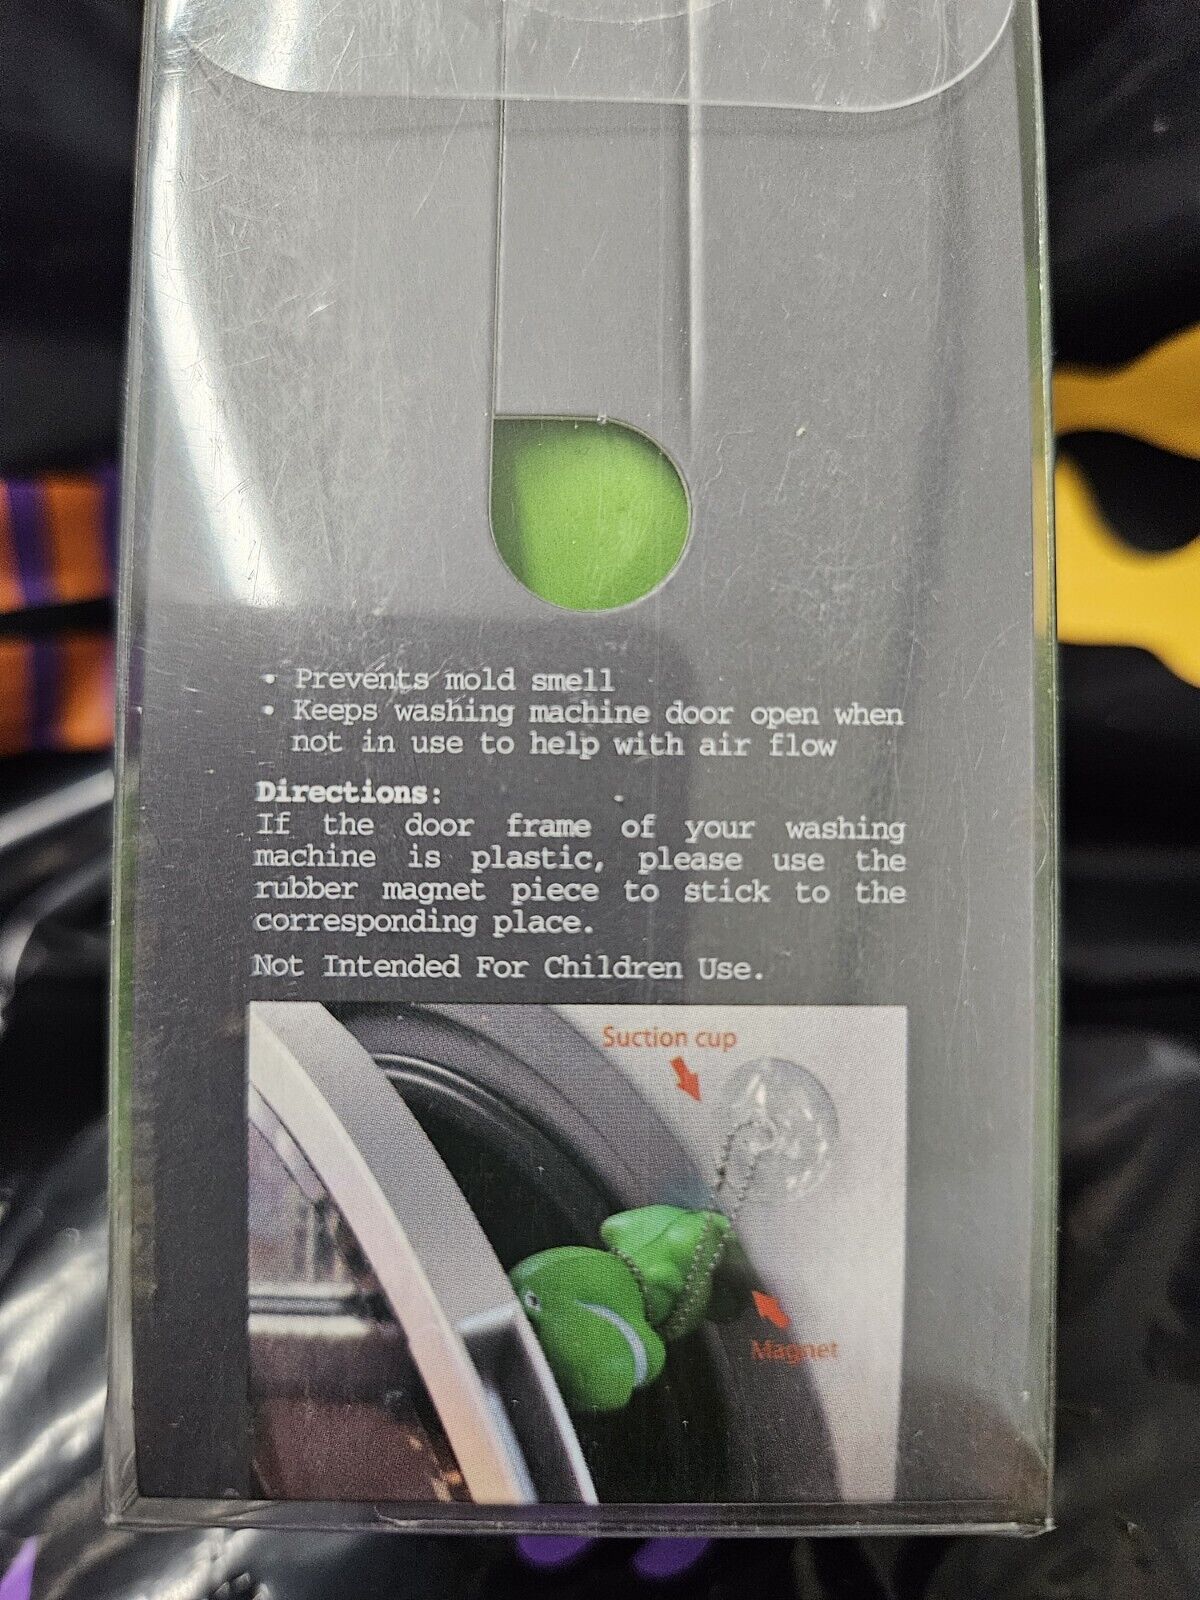 • Prevents mold smell
• Keeps washing machine door open when
not in use to help with air flow
Directions:
If the door frame of your washing
machine is plastic, please use the
rubber magnet piece to stick to the
corresponding place.
Not Intended For Children Use.
Suction cup
Magnet